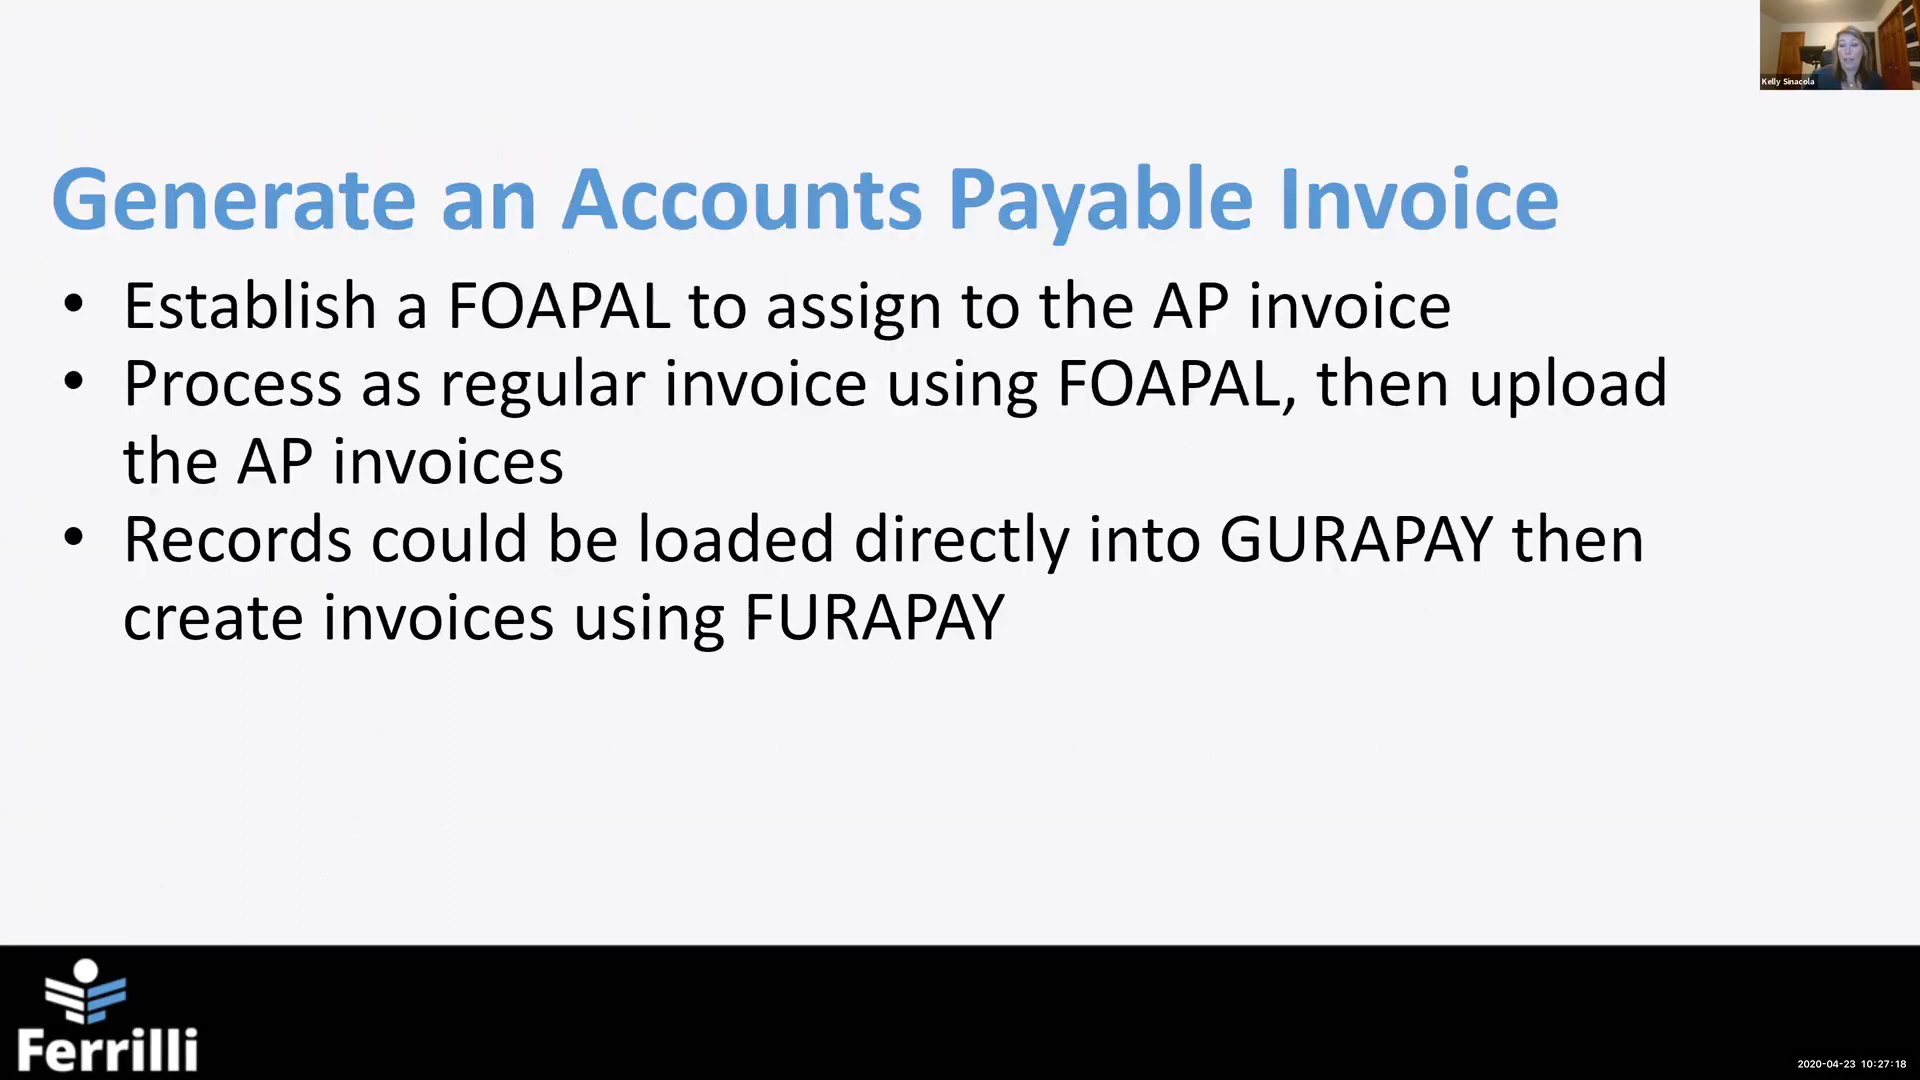 Kelly Sinacola
Generate an Accounts Payable Invoice
• Establish a FOAPAL to assign to the AP invoice
• Process as regular invoice using FOAPAL, then upload
the AP invoices
• Records could be loaded directly into GURAPAY then
create invoices using FURAPAY
Ferrilli
2020-04-23 10:27:18